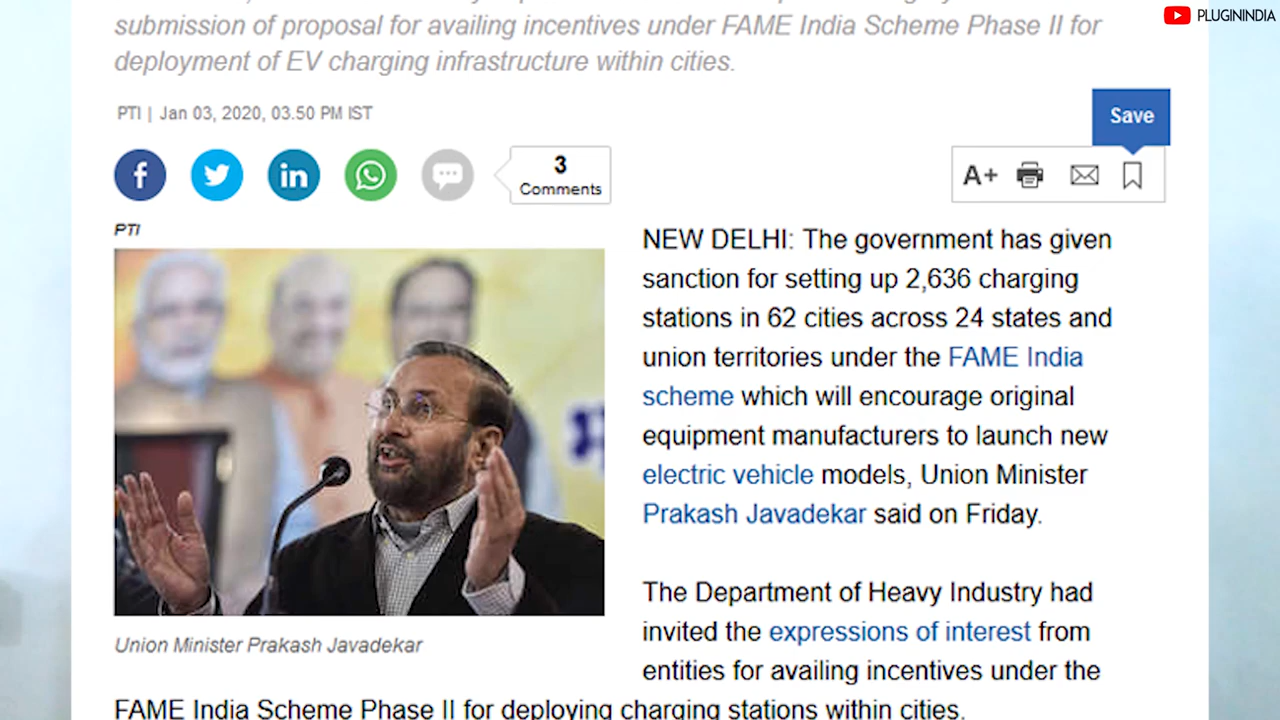 PLUGININDIA
submission of proposal for availing incentives under FAME India Scheme Phase II for
deployment of EV charging infrastructure within cities.
PTI | Jan 03, 2020, 03.50 PM IST
Save
3
Comments
A+
PTI
NEW DELHI: The government has given
sanction for setting up 2,636 charging
stations in 62 cities across 24 states and
union territories under the FAME India
scheme which will encourage original
equipment manufacturers to launch new
electric vehicle models, Union Minister
Prakash Javadekar said on Friday.
Union Minister Prakash Javadekar
The Department of Heavy Industry had
invited the expressions of interest from
entities for availing incentives under the
FAME India Scheme Phase II for deploying charging stations within cities.